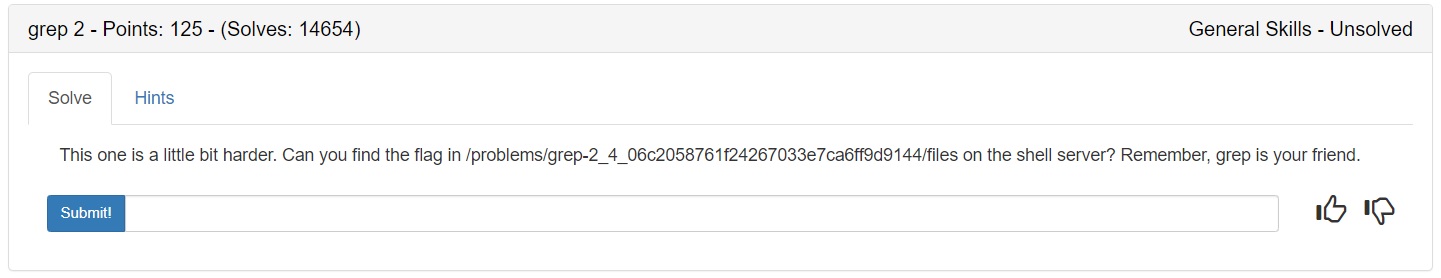 grep 2 - Points: 125 - (Solves: 14654)
General Skills - Unsolved
Solve
Hints
This one is a little bit harder. Can you find the flag in /problems/grep-2_4_06c2058761f24267033e7ca6ff9d9144/files on the shell server? Remember, grep is your friend.
Submit!